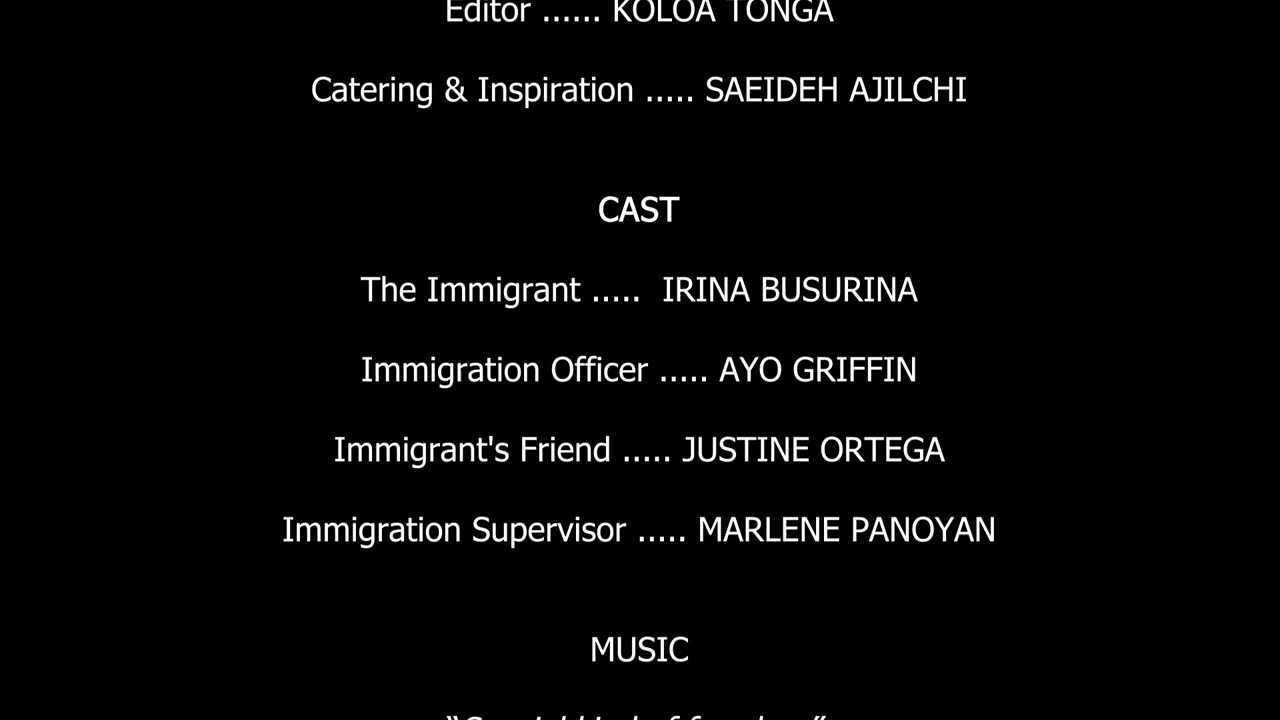 Editor ...... KOLOA TONGA
Catering & Inspiration ..... SAEIDEH AJILCHI
CAST
The Immigrant .....  IRINA BUSURINA
Immigration Officer ..... AYO GRIFFIN
Immigrant's Friend ..... JUSTINE ORTEGA
Immigration Supervisor ..... MARLENE PANOYAN
MUSIC